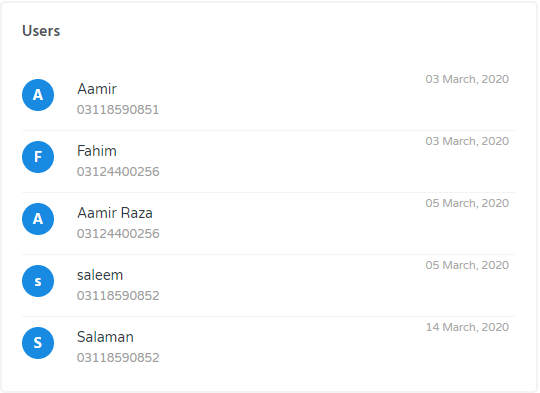 Users
A
Aamir
03 March, 2020
03118590851
F
Fahim
03 March, 2020
03124400256
A
Aamir Raza
05 March, 2020
03124400256
s
saleem
05 March, 2020
03118590852
S
Salaman
14 March, 2020
03118590852